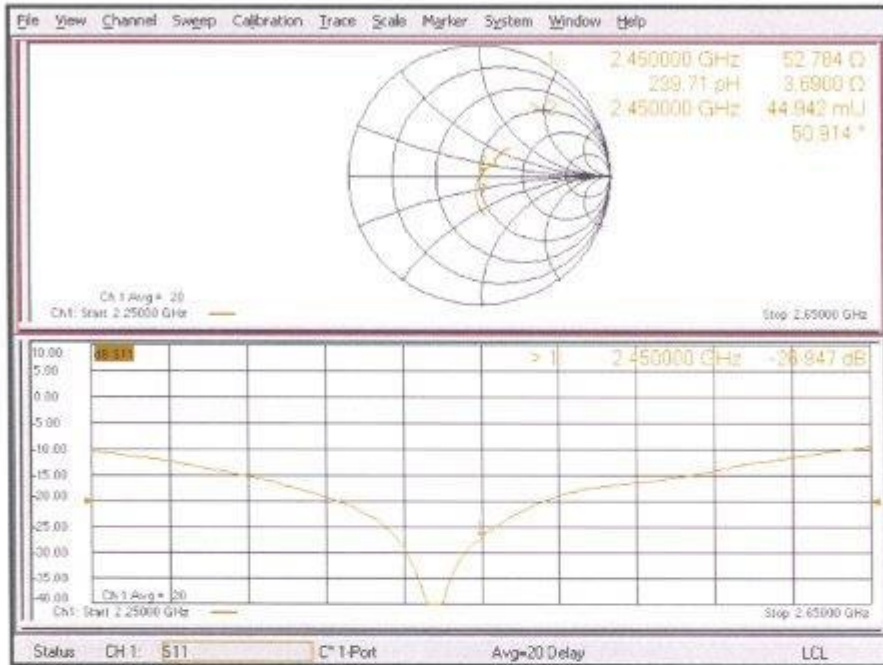 File View Channel Sweep Calibration Trace Scale Marker System Window Help
1 2.450000 GHz 52.784 Ω
239.71 pH 3.6900 Ω
> 2 2.450000 GHz 44.942 mU
50.914 °
Ch 1 Avg = 20
Ch1: Start 2.25000 GHz
Stop 2.65000 GHz
10.00
dB S11
> 1 2.450000 GHz -26.947 dB
5.00
0.00
-5.00
-10.00
-15.00
-20.00
-25.00
-30.00
-35.00
-40.00
Ch 1 Avg = 20
Ch1: Start 2.25000 GHz
Stop 2.65000 GHz
Status CH 1: S11 C* 1-Port Avg=20 Delay LCL